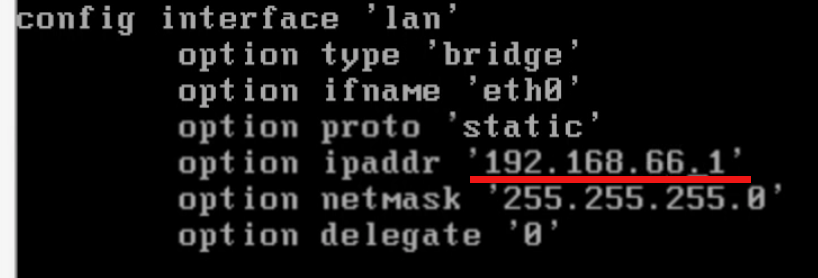 config interface 'lan'
option type 'bridge'
option ifname 'eth0'
option proto 'static'
option ipaddr '192.168.66.1'
option netmask '255.255.255.0'
option delegate '0'